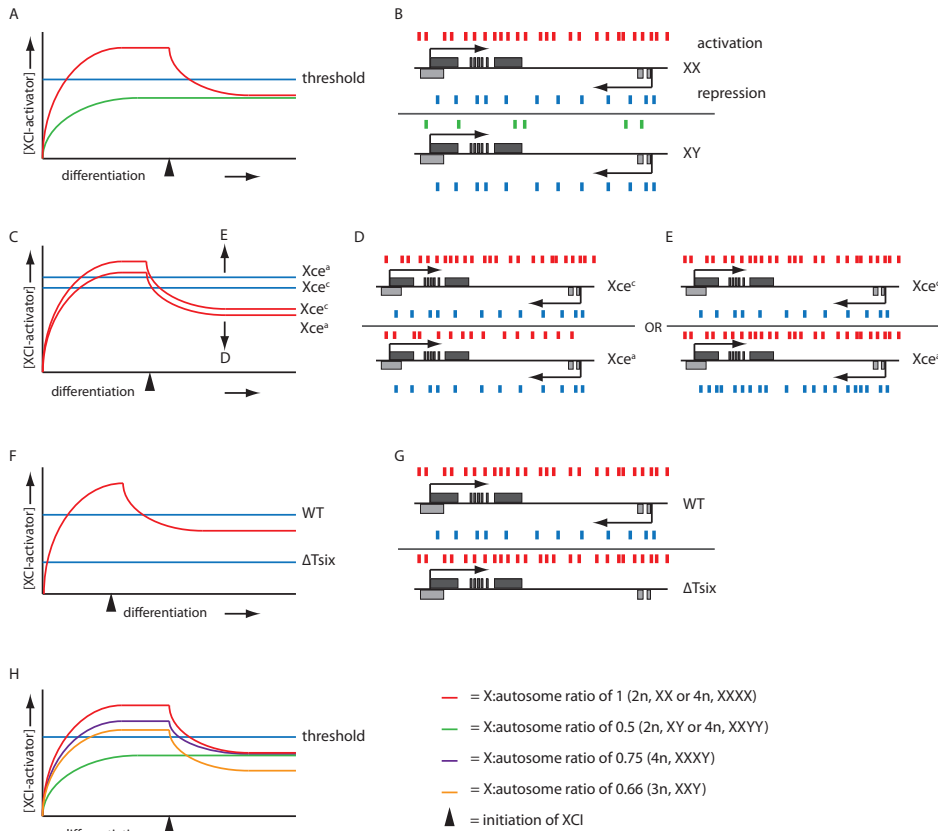 A
[XCI-activator]
threshold
differentiation
B
activation
XX
repression
XY
C
[XCI-activator]
E
Xceᵃ
Xceᶜ
Xceᶜ
Xceᵃ
D
differentiation
D
Xceᶜ
OR
Xceᵃ
E
Xceᶜ
Xceᵃ
F
[XCI-activator]
WT
ΔTsix
differentiation
G
WT
ΔTsix
H
[XCI-activator]
threshold
differentiation
= X:autosome ratio of 1 (2n, XX or 4n, XXXX)
= X:autosome ratio of 0.5 (2n, XY or 4n, XXYY)
= X:autosome ratio of 0.75 (4n, XXXY)
= X:autosome ratio of 0.66 (3n, XXY)
= initiation of XCI